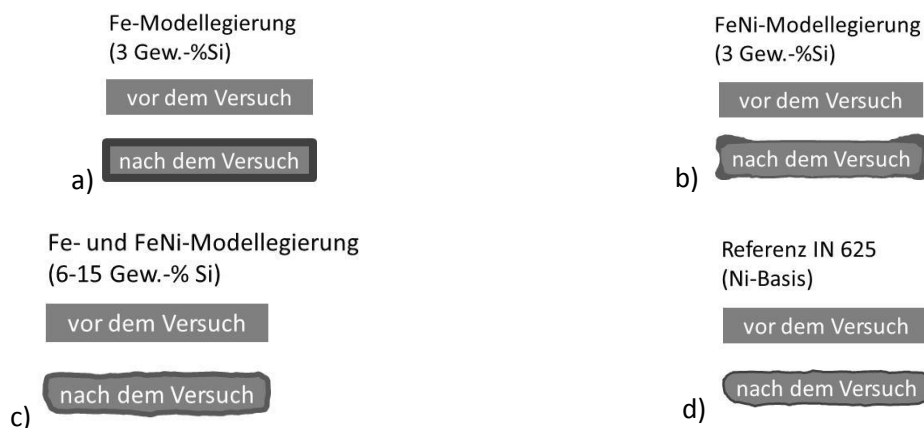 Fe-Modellegierung
(3 Gew.-%Si)
vor dem Versuch
nach dem Versuch
a)
FeNi-Modellegierung
(3 Gew.-%Si)
vor dem Versuch
nach dem Versuch
b)
Fe- und FeNi-Modellegierung
(6-15 Gew.-% Si)
vor dem Versuch
nach dem Versuch
c)
Referenz IN 625
(Ni-Basis)
vor dem Versuch
nach dem Versuch
d)